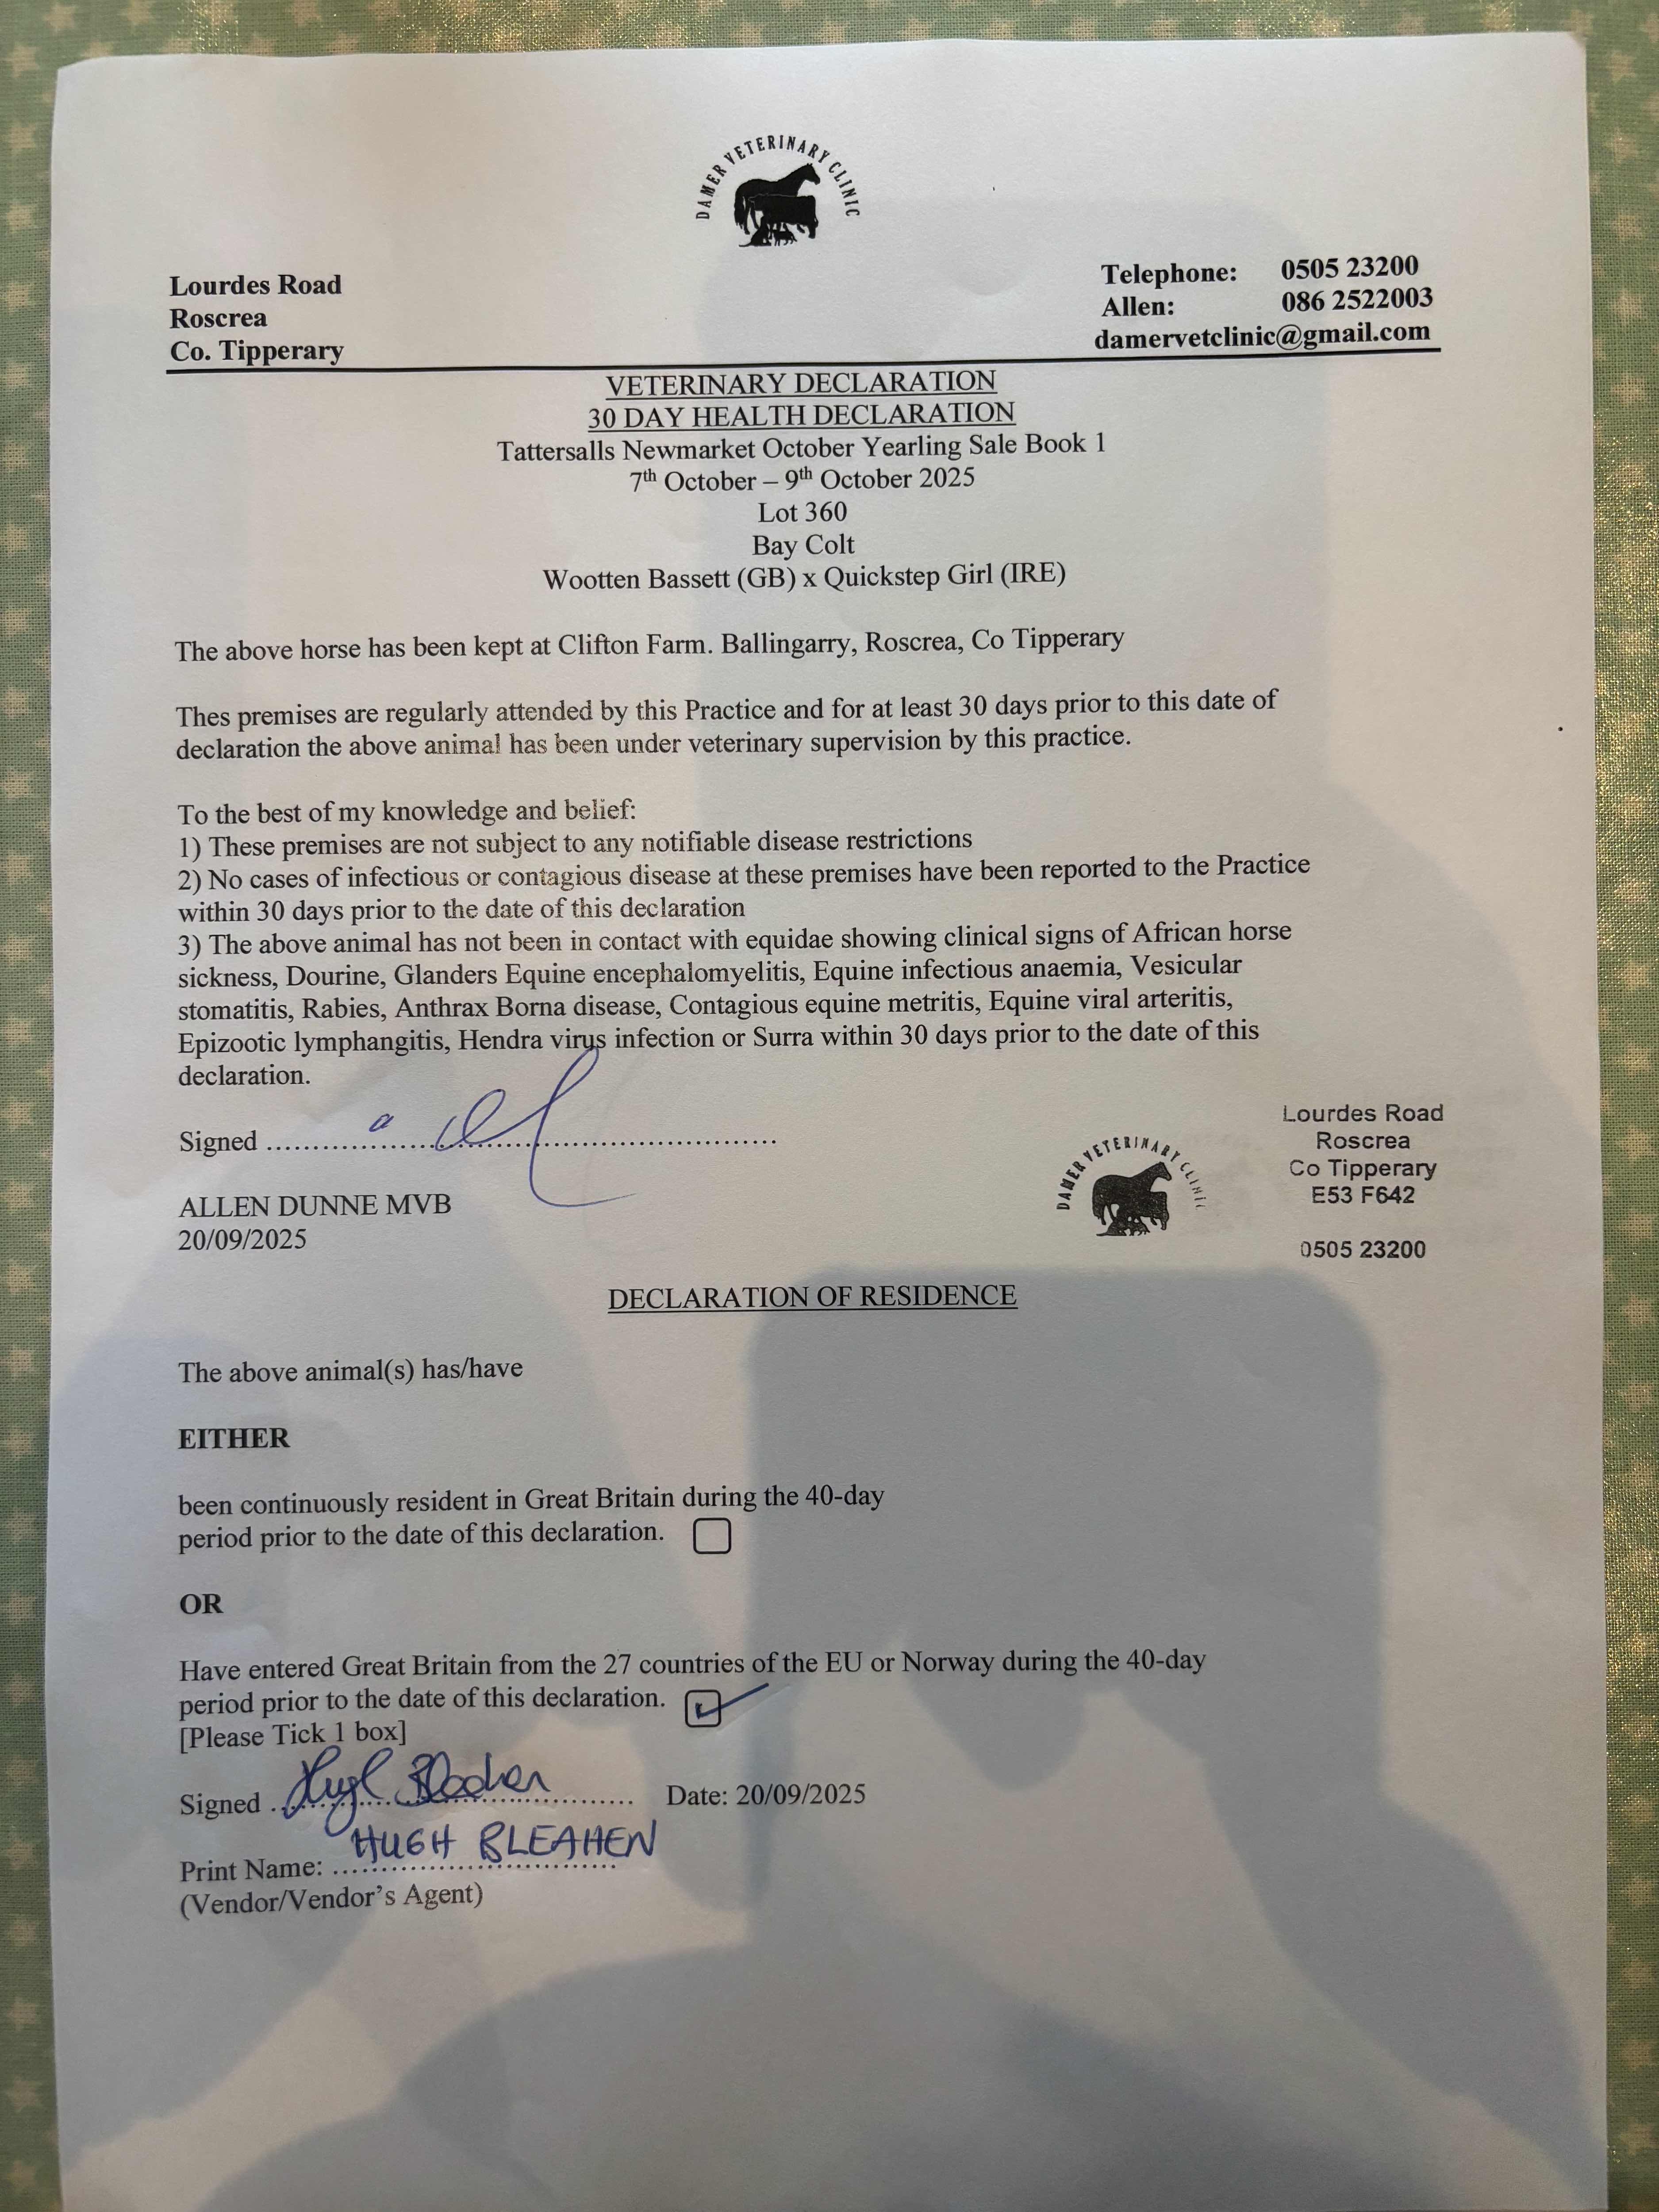 DAMER VETERINARY CLINIC
Lourdes Road
Roscrea
Co. Tipperary
Telephone: 0505 23200
Allen: 086 2522003
damervetclinic@gmail.com
VETERINARY DECLARATION
30 DAY HEALTH DECLARATION
Tattersalls Newmarket October Yearling Sale Book 1
7th October – 9th October 2025
Lot 360
Bay Colt
Wootten Bassett (GB) x Quickstep Girl (IRE)
The above horse has been kept at Clifton Farm. Ballingarry, Roscrea, Co Tipperary
Thes premises are regularly attended by this Practice and for at least 30 days prior to this date of
declaration the above animal has been under veterinary supervision by this practice.
To the best of my knowledge and belief:
1) These premises are not subject to any notifiable disease restrictions
2) No cases of infectious or contagious disease at these premises have been reported to the Practice
within 30 days prior to the date of this declaration
3) The above animal has not been in contact with equidae showing clinical signs of African horse
sickness, Dourine, Glanders Equine encephalomyelitis, Equine infectious anaemia, Vesicular
stomatitis, Rabies, Anthrax Borna disease, Contagious equine metritis, Equine viral arteritis,
Epizootic lymphangitis, Hendra virus infection or Surra within 30 days prior to the date of this
declaration.
Signed
ALLEN DUNNE MVB
20/09/2025
DAMER VETERINARY CLINIC
Lourdes Road
Roscrea
Co Tipperary
E53 F642
0505 23200
DECLARATION OF RESIDENCE
The above animal(s) has/have
EITHER
been continuously resident in Great Britain during the 40-day
period prior to the date of this declaration.
OR
Have entered Great Britain from the 27 countries of the EU or Norway during the 40-day
period prior to the date of this declaration.
[Please Tick 1 box]
Signed Hugh Bleahen Date: 20/09/2025
Print Name: HUGH BLEAHEN
(Vendor/Vendor's Agent)